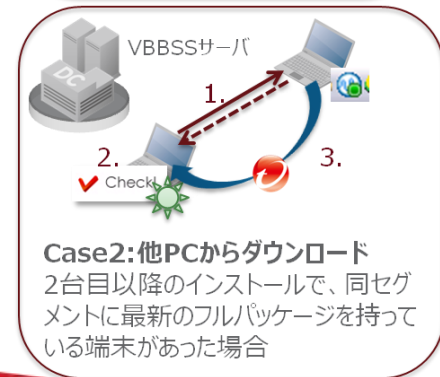 VBBSSサーバ
DC
1.
2.
3.
Check!
Case2:他PCからダウンロード
2台目以降のインストールで、同セグ
メントに最新のフルパッケージを持って
いる端末があった場合